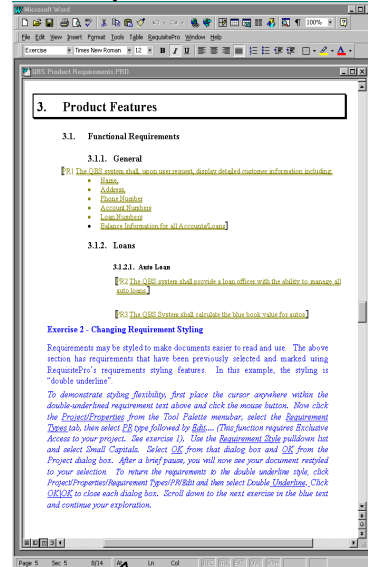 Microsoft Word
100%
File Edit View Insert Format Tools Table RequisitePro Window Help
Exercise Times New Roman 12 B I U
QBS Product Requirements.PRD
3. Product Features
3.1. Functional Requirements
3.1.1. General
[PR1 The QBS system shall, upon user request, display detailed customer information including:
• Name,
• Address,
• Phone Number
• Account Numbers
• Loan Numbers
• Balance Information for all Accounts/Loans]
3.1.2. Loans
3.1.2.1. Auto Loan
[PR2 The QBS system shall provide a loan officer with the ability to manage all
auto loans.]
[PR3 The QBS System shall calculate the blue book value for autos.]
Exercise 2 - Changing Requirement Styling
Requirements may be styled to make documents easier to read and use. The above
section has requirements that have been previously selected and marked using
RequisitePro's requirements styling features. In this example, the styling is
"double underline".
To demonstrate styling flexibility, first place the cursor anywhere within the
double-underlined requirement text above and click the mouse button. Now click
the Project/Properties from the Tool Palette menubar, select the Requirement
Types tab, then select PR type followed by Edit.... (This function requires Exclusive
Access to your project. See exercise 1). Use the Requirement Style pulldown list
and select Small Capitals. Select OK from that dialog box and OK from the
Project dialog box. After a brief pause, you will now see your document restyled
to your selection. To return the requirements to the double underline style, click
Project/Properties/Requirement Types/PR/Edit and then select Double Underline. Click
OK|OK to close each dialog box. Scroll down to the next exercise in the blue text
and continue your exploration.
Page 5 Sec 5 8/14 At Ln Col REC TRK EXT OVR WPH